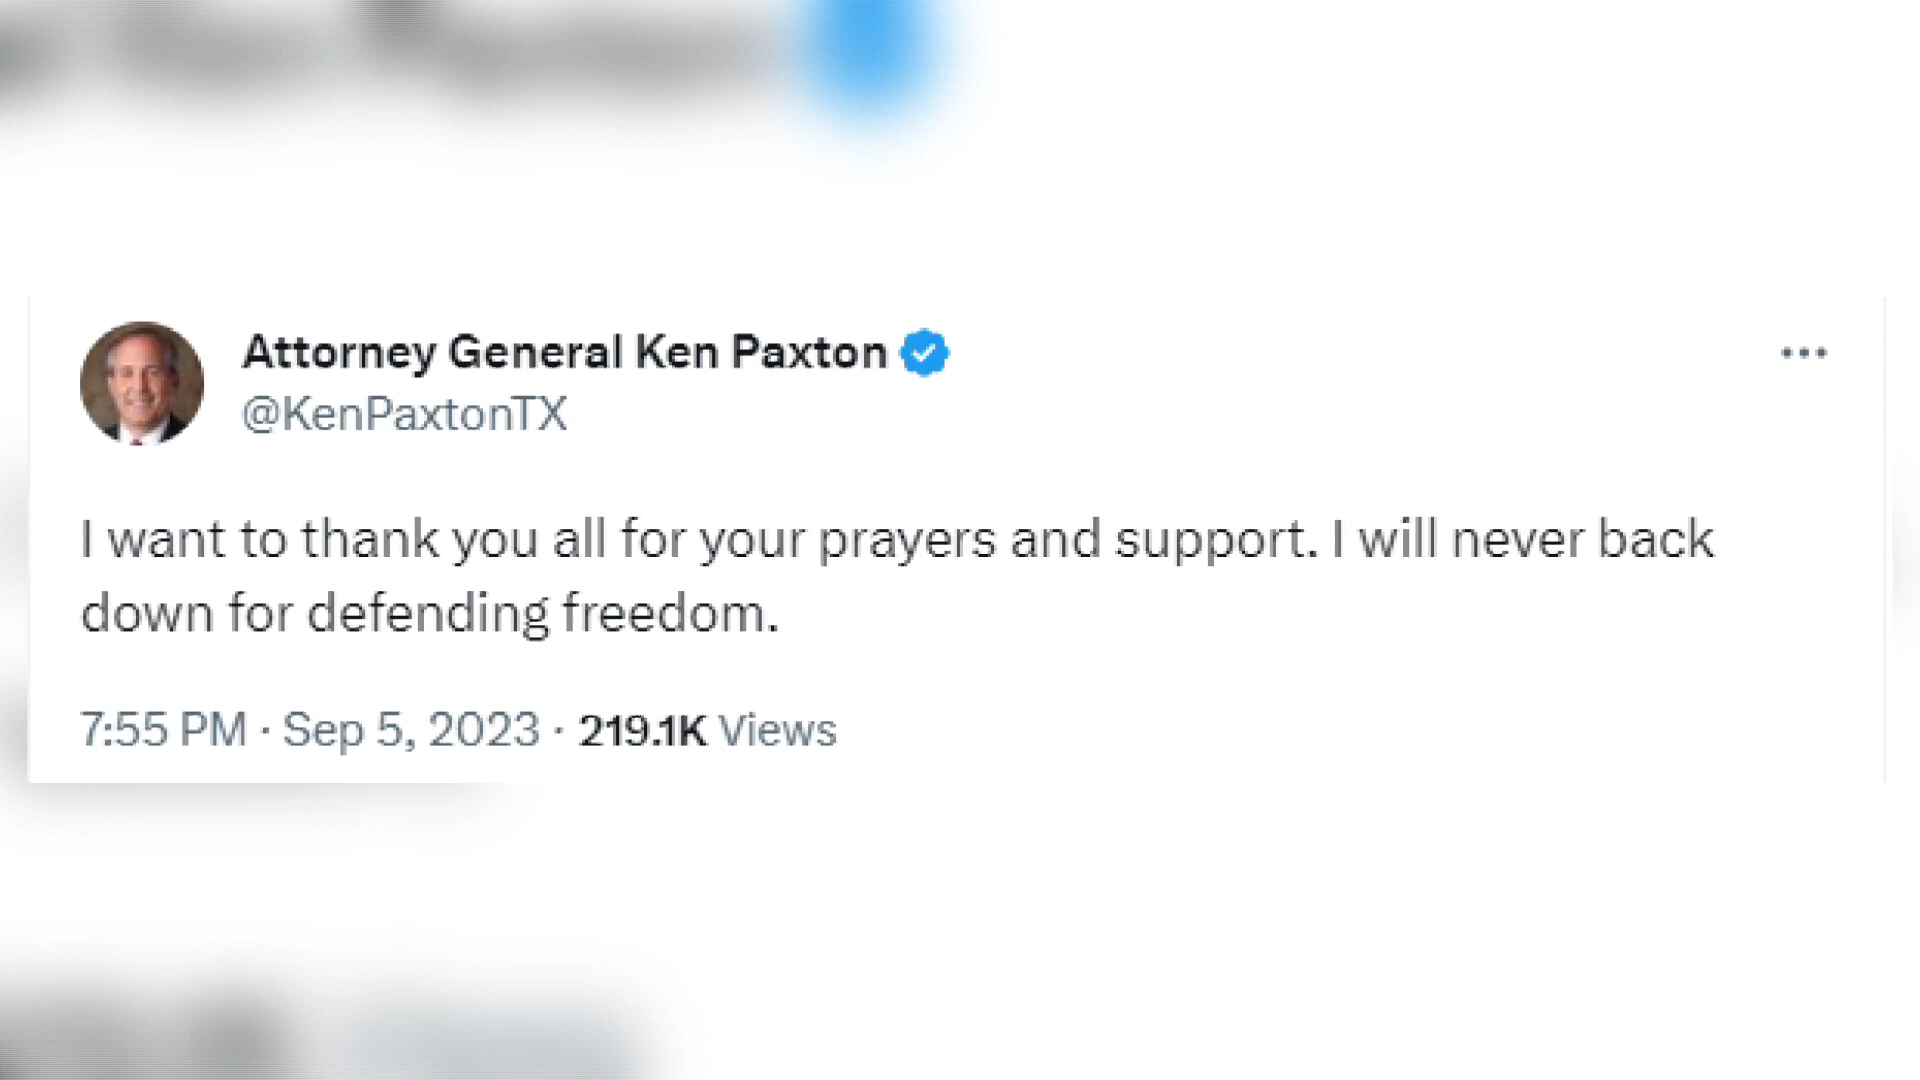 Attorney General Ken Paxton
@KenPaxtonTX
I want to thank you all for your prayers and support. I will never back
down for defending freedom.
7:55 PM · Sep 5, 2023 · 219.1K Views